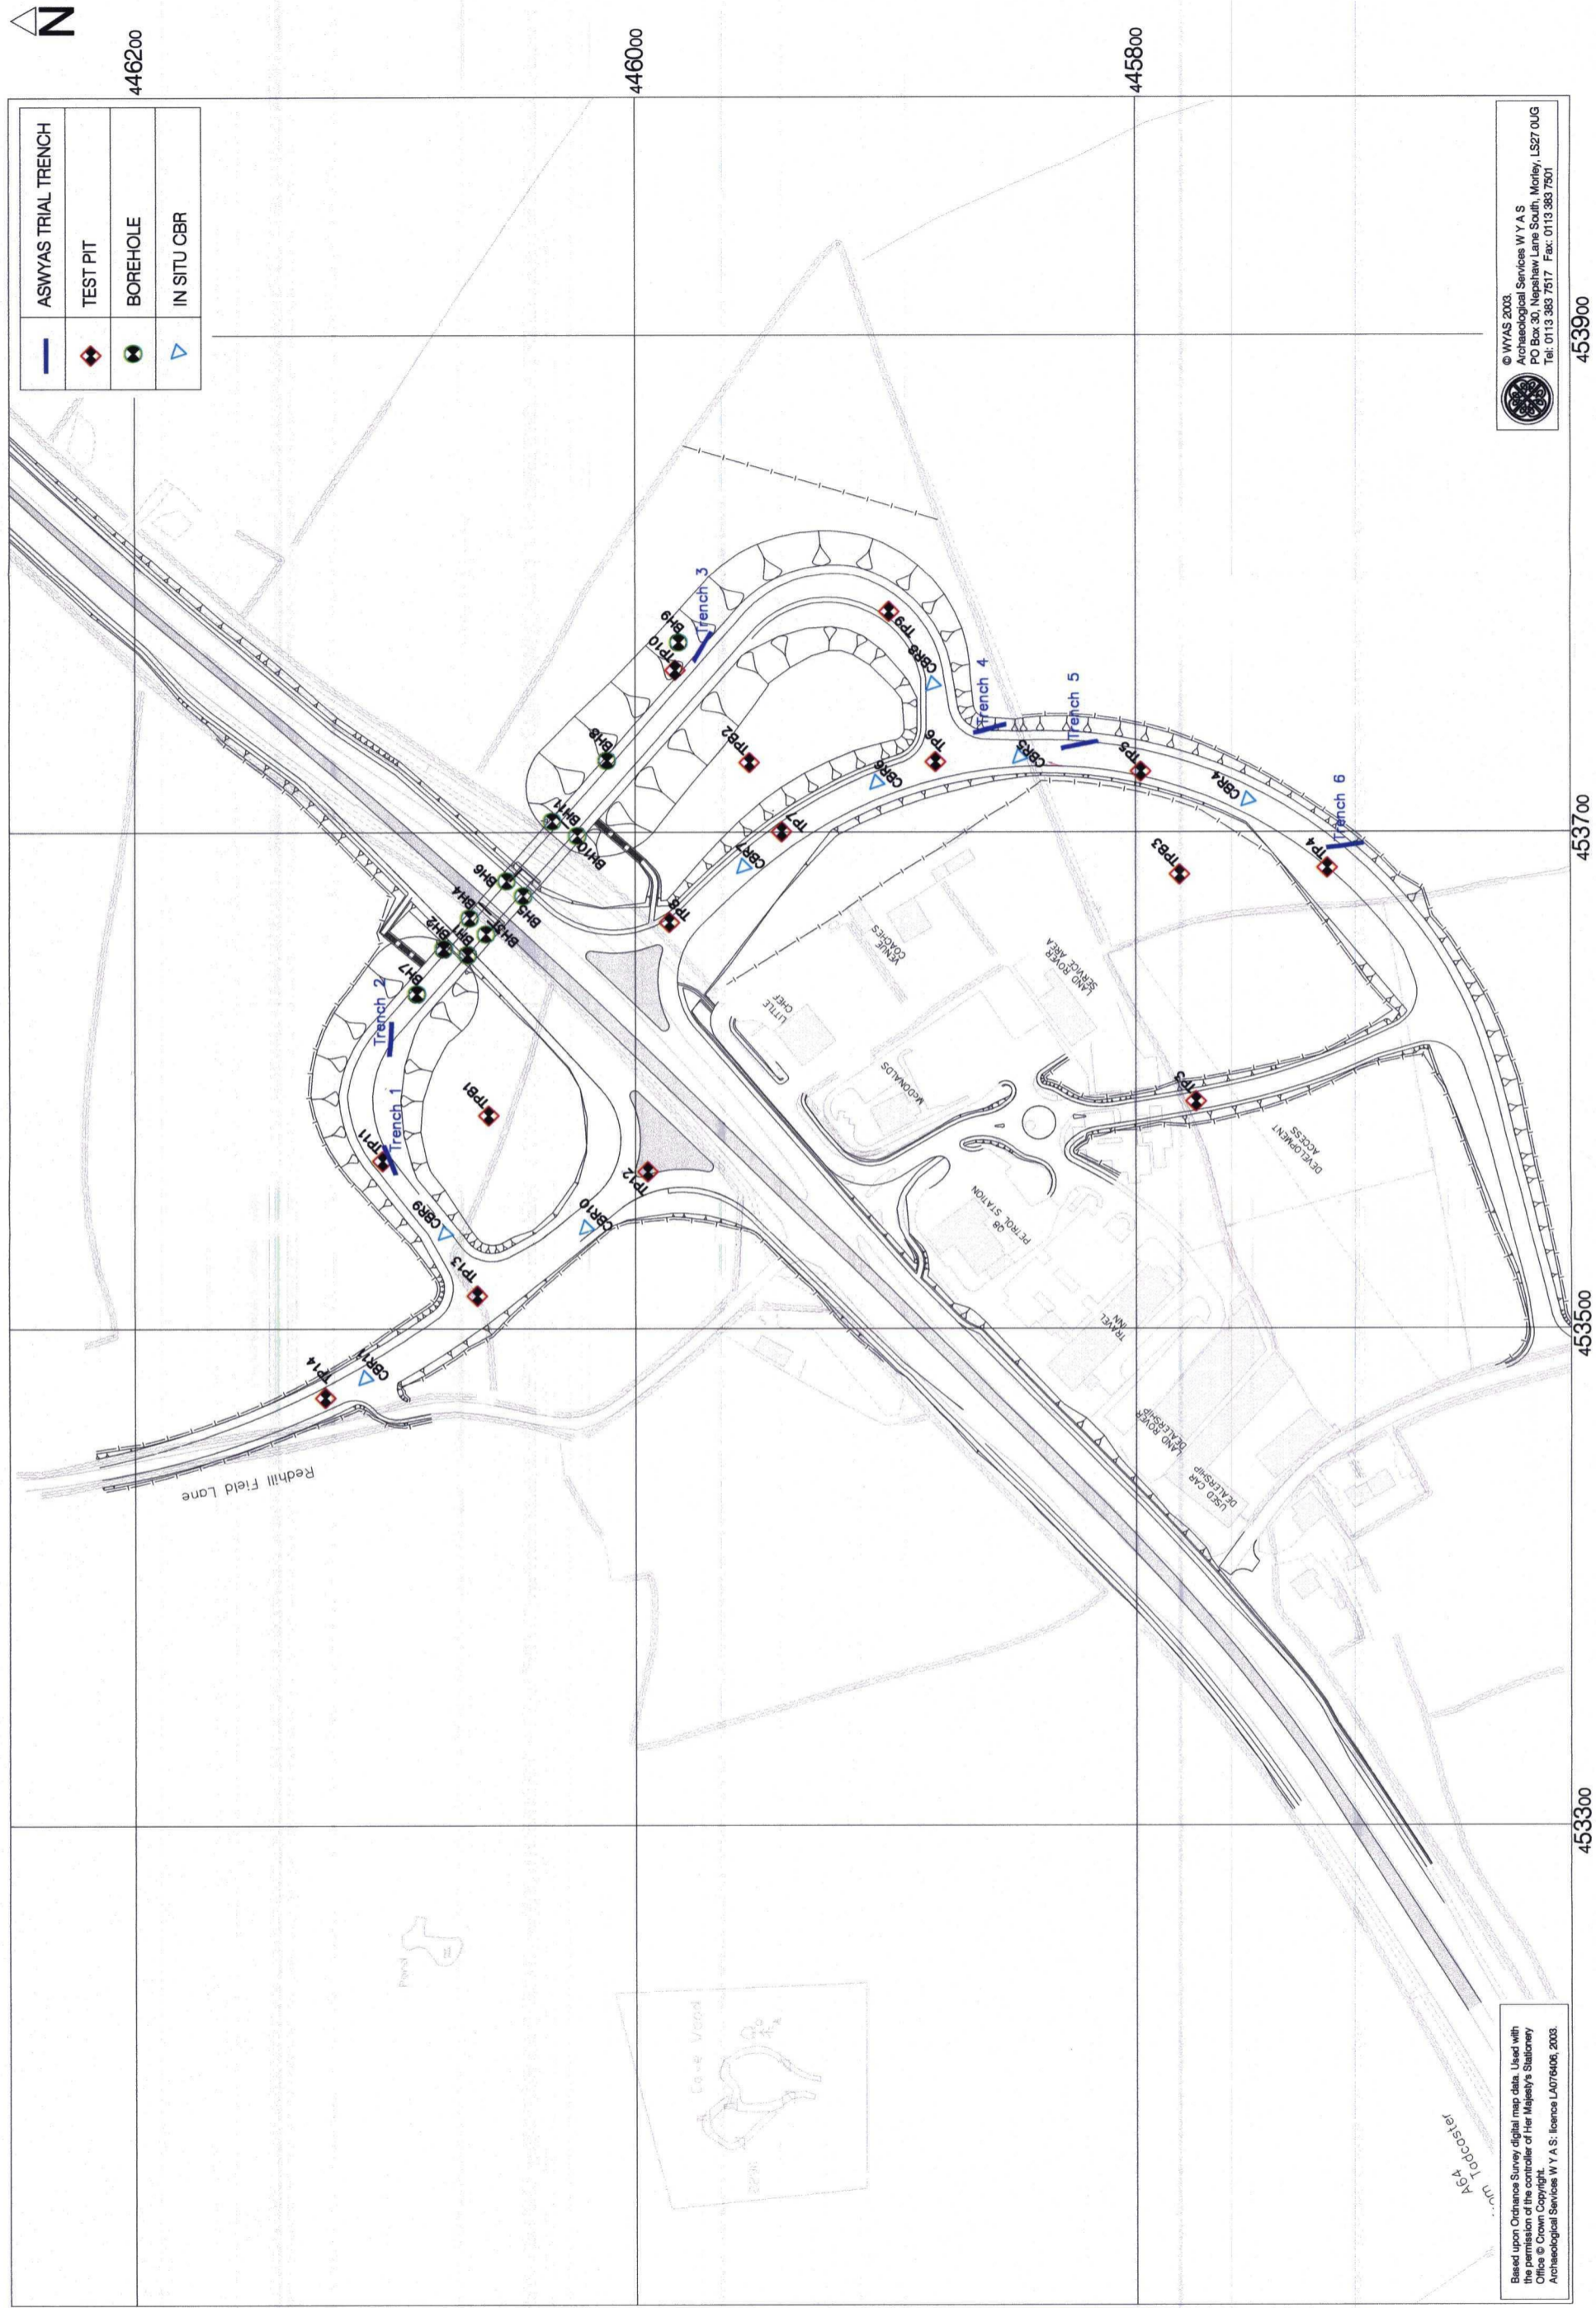 N
446200
446000
445800
453900
453700
453500
453300
ASWYAS TRIAL TRENCH
TEST PIT
BOREHOLE
IN SITU CBR
Redhill Field Lane
TP14
CBR11
TP13
CBR9
CBR10
TP11
Trench 1
TPB1
Trench 2
TP12
BH7
BH2
BH1
BH4
BH3
BH6
BH5
BH11
BH10
BH8
TP10
BH9
Trench 3
TPB2
TP8
TP7
CBR7
CBR6
TP6
TP9
CBR8
Trench 4
CBR5
Trench 5
TP5
CBR4
TPB3
TP4
Trench 6
TP3
LITTLE
CHEF
VENUE
COACHES
LAND ROVER
SERVICE AREA
McDONALDS
Q8
PETROL STATION
DEVELOPMENT
ACCESS
TRAVEL
INN
LAND ROVER
DEALERSHIP
USED CAR
DEALERSHIP
Pond
A64
Tadcaster
© WYAS 2003.
Archaeological Services W Y A S
PO Box 30, Nepshaw Lane South, Morley, LS27 0UG
Tel: 0113 383 7517 Fax: 0113 383 7501
Based upon Ordnance Survey digital map data. Used with
the permission of the controller of Her Majesty's Stationery
Office © Crown Copyright.
Archaeological Services W Y A S: licence LA076406, 2003.